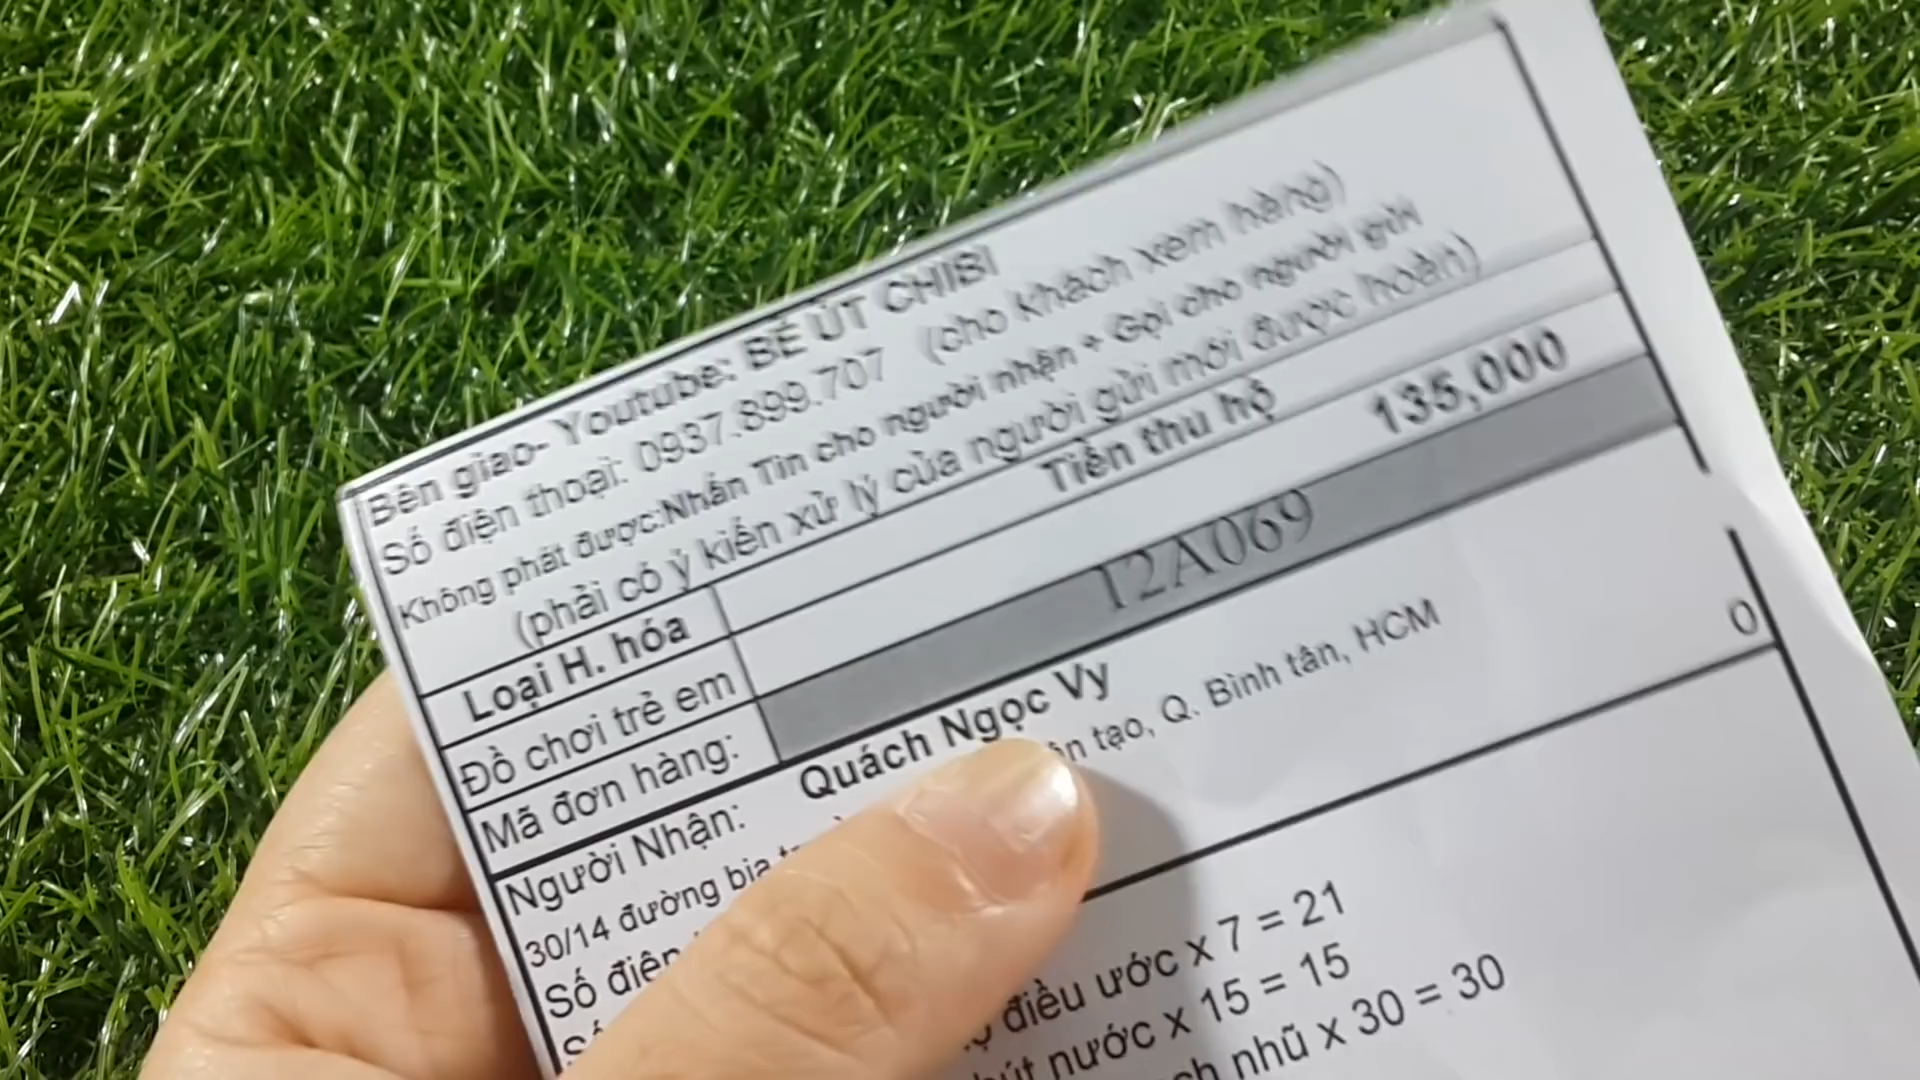 Bên giao- Youtube: BÉ ÚT CHIBI
Số điện thoại: 0937.899.707 (cho khách xem hàng)
Không phát được:Nhấn Tin cho người nhận + Gọi cho người gửi
(phải có ý kiến xử lý của người gửi mới được hoàn)
Loại H. hóa Tiền thu hộ 135,000
Đồ chơi trẻ em
Mã đơn hàng: 12A069
Người Nhận: Quách Ngọc Vy
30/14 đường bia tạo, Q. Bình tân, HCM
Số điện 0
điều ước x 7 = 21
nước x 15 = 15
nhũ x 30 = 30